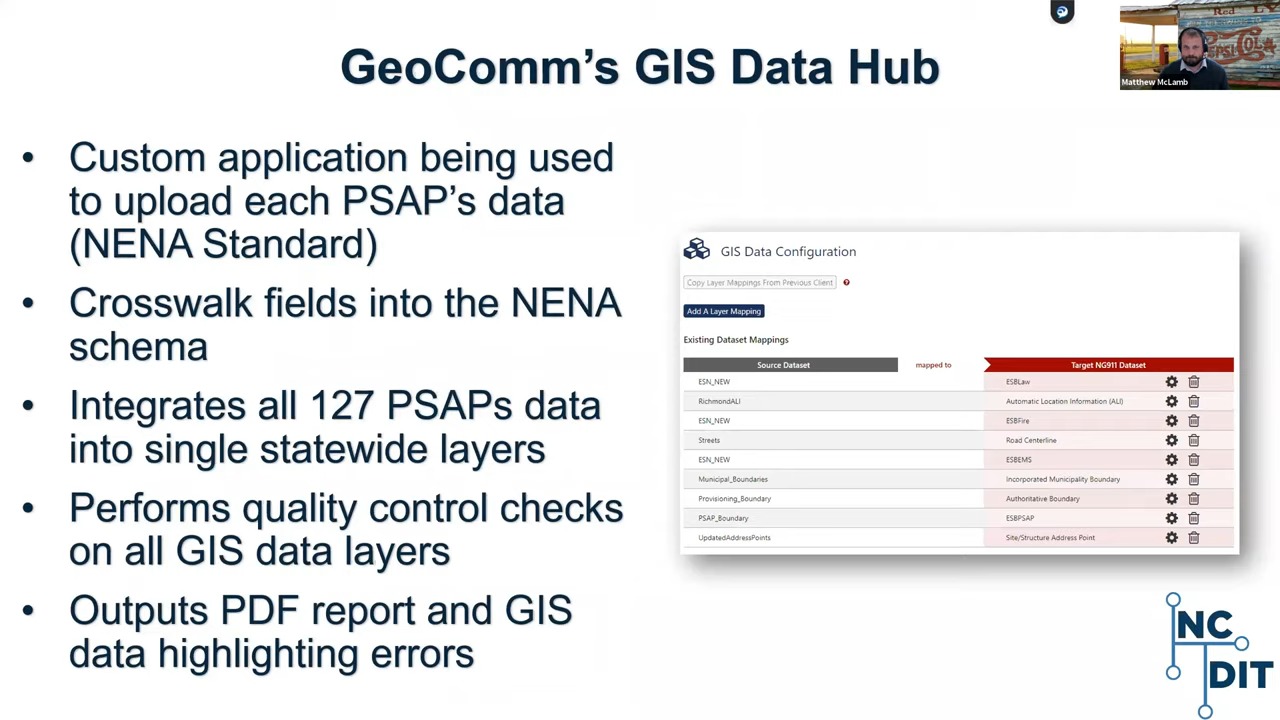 GeoComm's GIS Data Hub
Matthew McLamb
• Custom application being used
to upload each PSAP's data
(NENA Standard)
• Crosswalk fields into the NENA
schema
• Integrates all 127 PSAPs data
into single statewide layers
• Performs quality control checks
on all GIS data layers
• Outputs PDF report and GIS
data highlighting errors
GIS Data Configuration
Copy Layer Mappings From Previous Client
Add A Layer Mapping
Existing Dataset Mappings
Source Dataset mapped to Target NG911 Dataset
ESN_NEW ESBLaw
RichmondALI Automatic Location Information (ALI)
ESN_NEW ESBFire
Streets Road Centerline
ESN_NEW ESBEMS
Municipal_Boundaries Incorporated Municipality Boundary
Provisioning_Boundary Authoritative Boundary
PSAP_Boundary ESBPSAP
UpdatedAddressPoints Site/Structure Address Point
NC
DIT